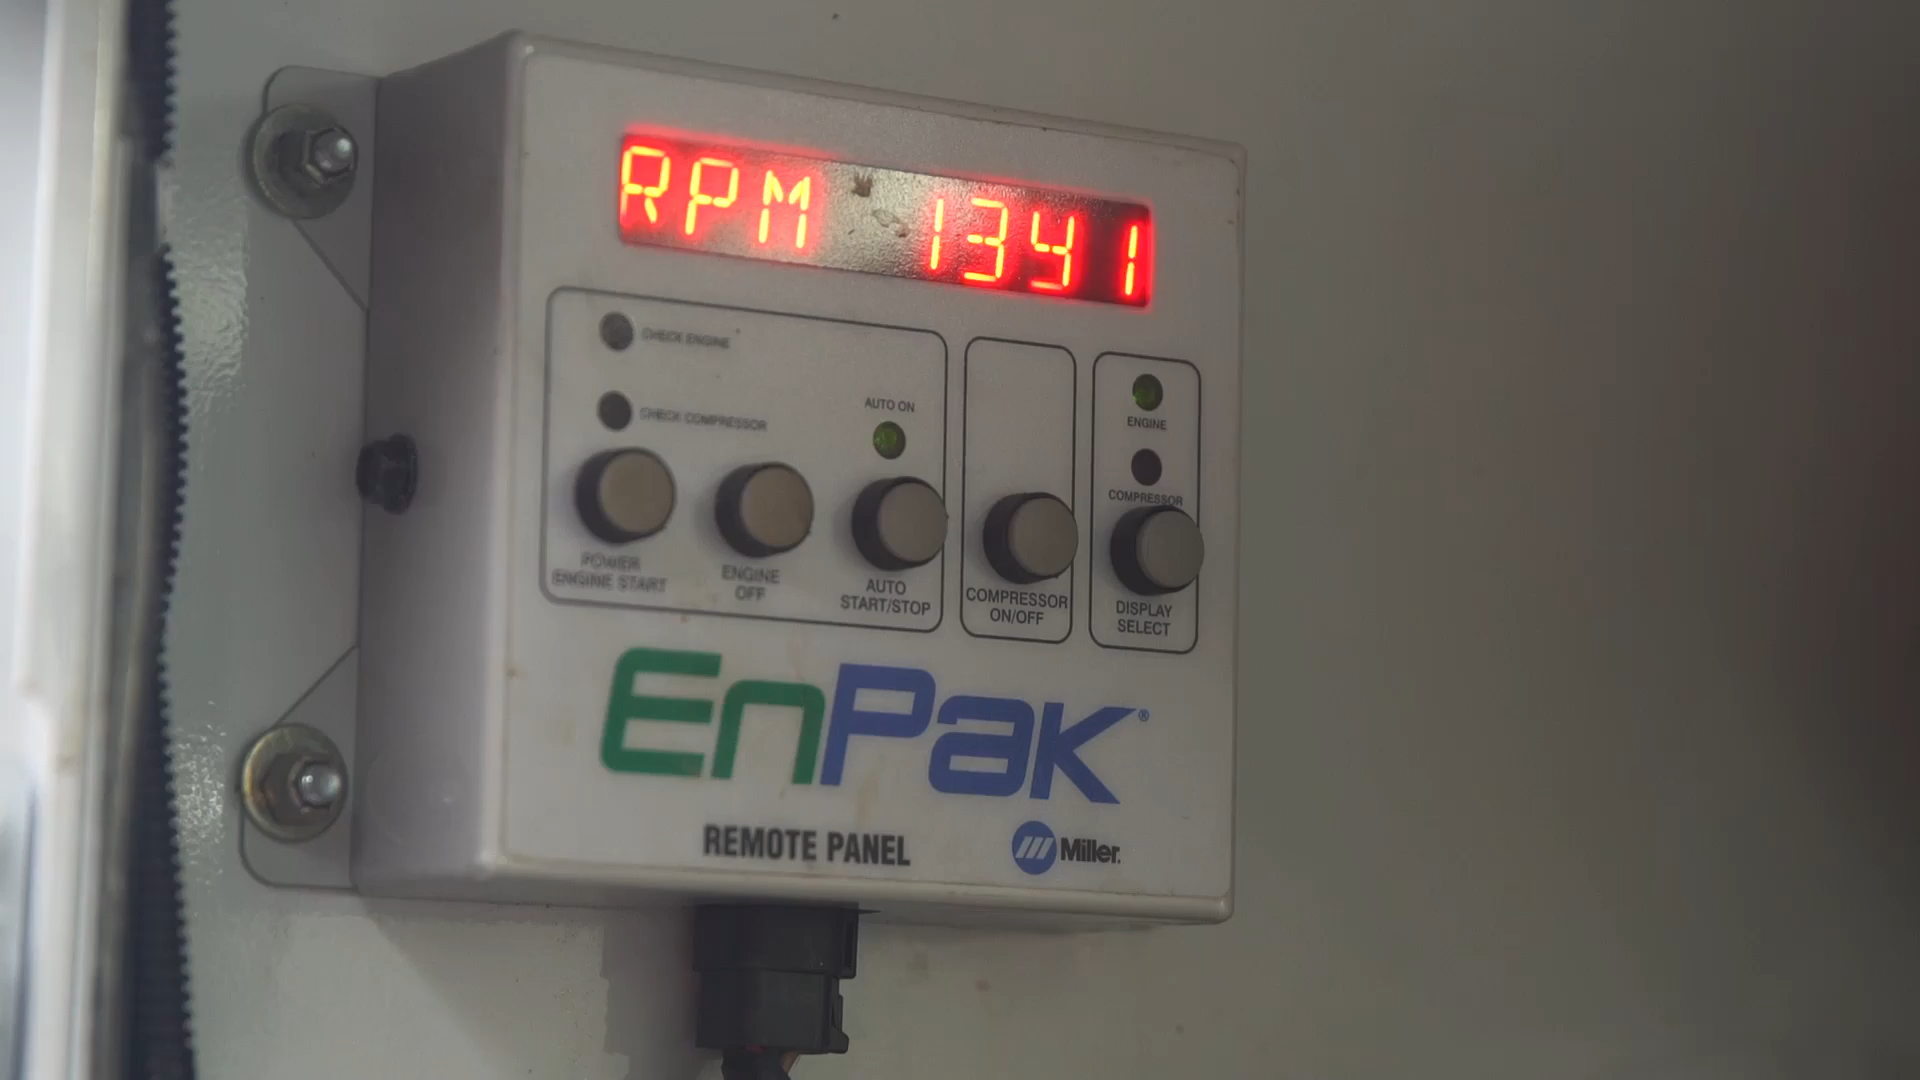 RPM 1341
CHECK ENGINE
CHECK COMPRESSOR
AUTO ON
ENGINE
COMPRESSOR
POWER
ENGINE START
ENGINE
OFF
AUTO
START/STOP
COMPRESSOR
ON/OFF
DISPLAY
SELECT
EnPak®
REMOTE PANEL
Miller.